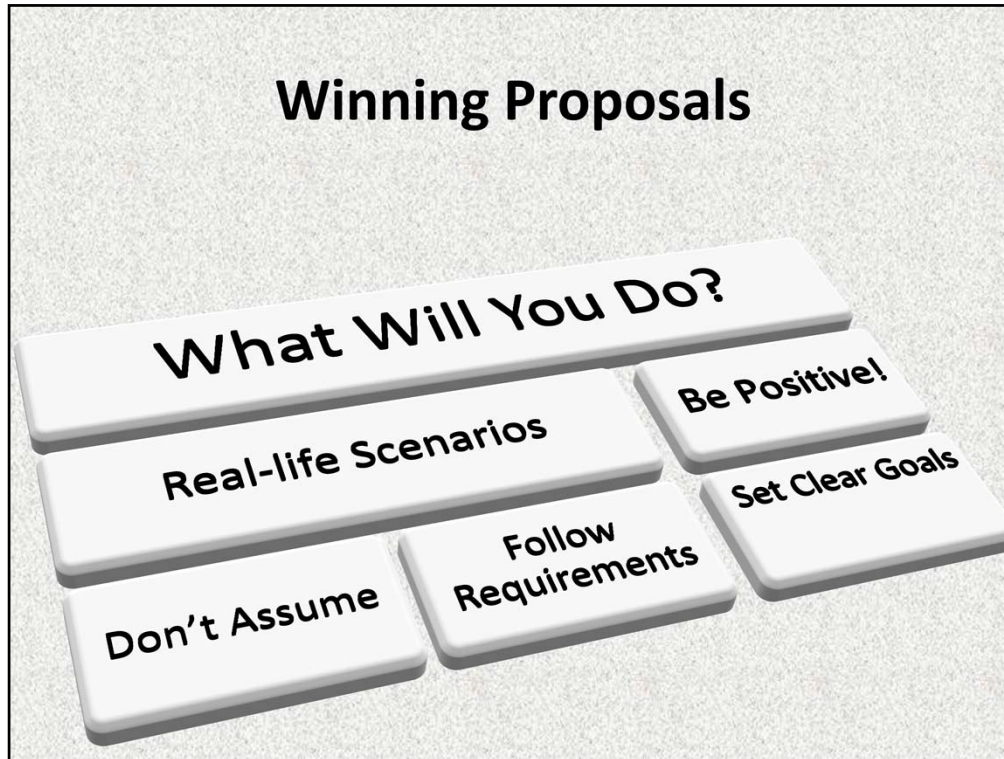 Winning Proposals
What Will You Do?
Real-life Scenarios
Be Positive!
Don't Assume
Follow
Requirements
Set Clear Goals